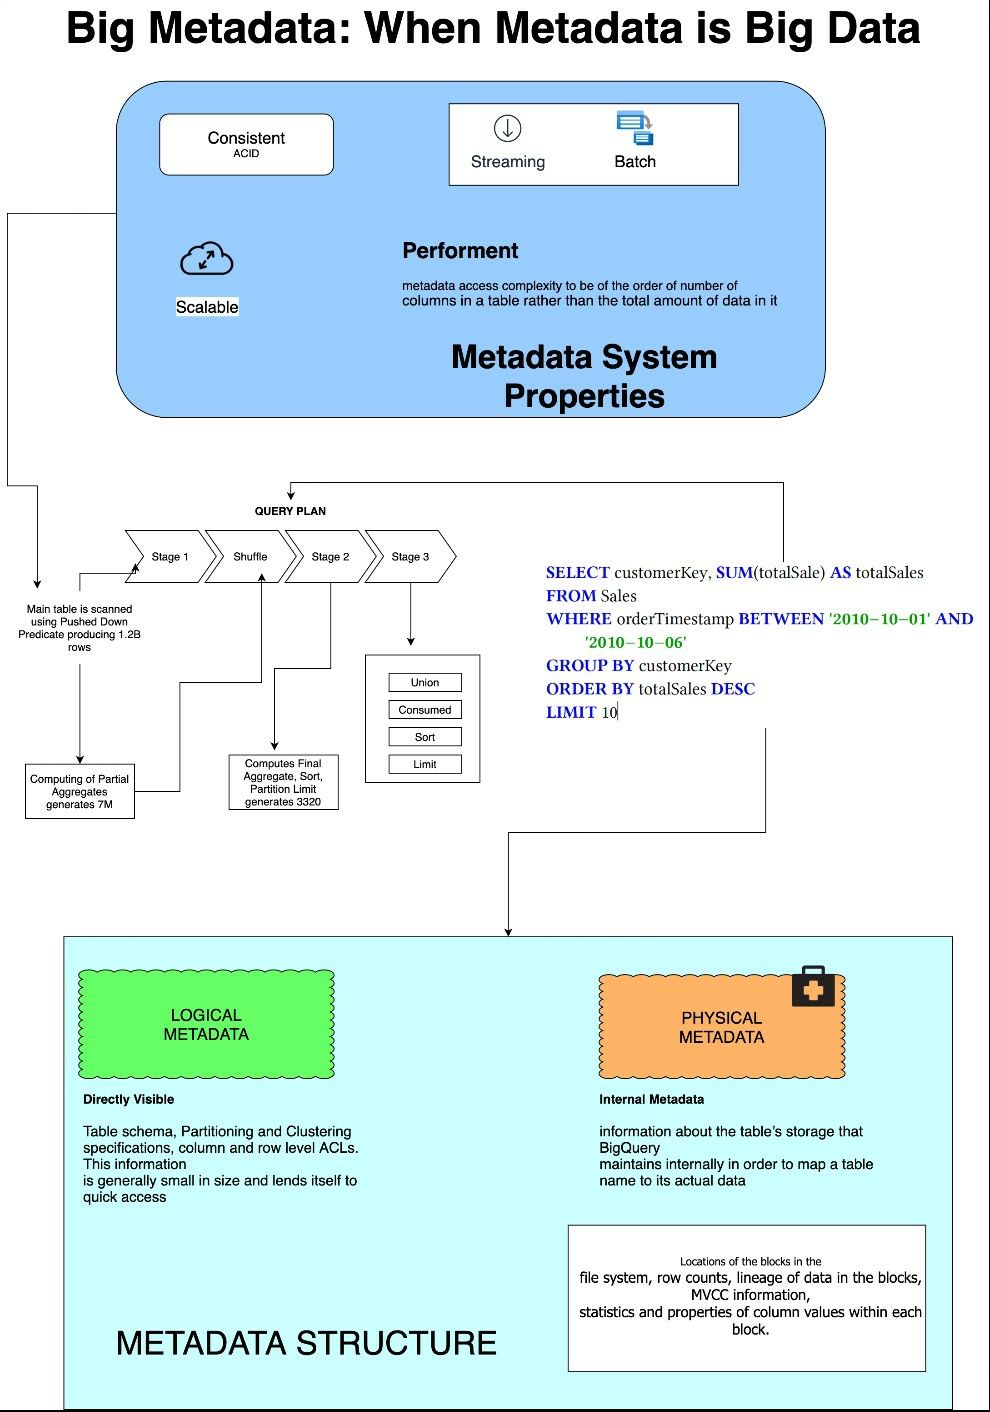 Big Metadata: When Metadata is Big Data
Consistent
ACID
Streaming
Batch
Scalable
Performent
metadata access complexity to be of the order of number of
columns in a table rather than the total amount of data in it
Metadata System
Properties
QUERY PLAN
Stage 1
Shuffle
Stage 2
Stage 3
SELECT customerKey, SUM(totalSale) AS totalSales
FROM Sales
WHERE orderTimestamp BETWEEN '2010-10-01' AND
'2010-10-06'
GROUP BY customerKey
ORDER BY totalSales DESC
LIMIT 10
Main table is scanned
using Pushed Down
Predicate producing 1.2B
rows
Union
Consumed
Sort
Limit
Computing of Partial
Aggregates
generates 7M
Computes Final
Aggregate, Sort,
Partition Limit
generates 3320
LOGICAL
METADATA
PHYSICAL
METADATA
Directly Visible
Table schema, Partitioning and Clustering
specifications, column and row level ACLs.
This information
is generally small in size and lends itself to
quick access
Internal Metadata
information about the table's storage that
BigQuery
maintains internally in order to map a table
name to its actual data
Locations of the blocks in the
file system, row counts, lineage of data in the blocks,
MVCC information,
statistics and properties of column values within each
block.
METADATA STRUCTURE